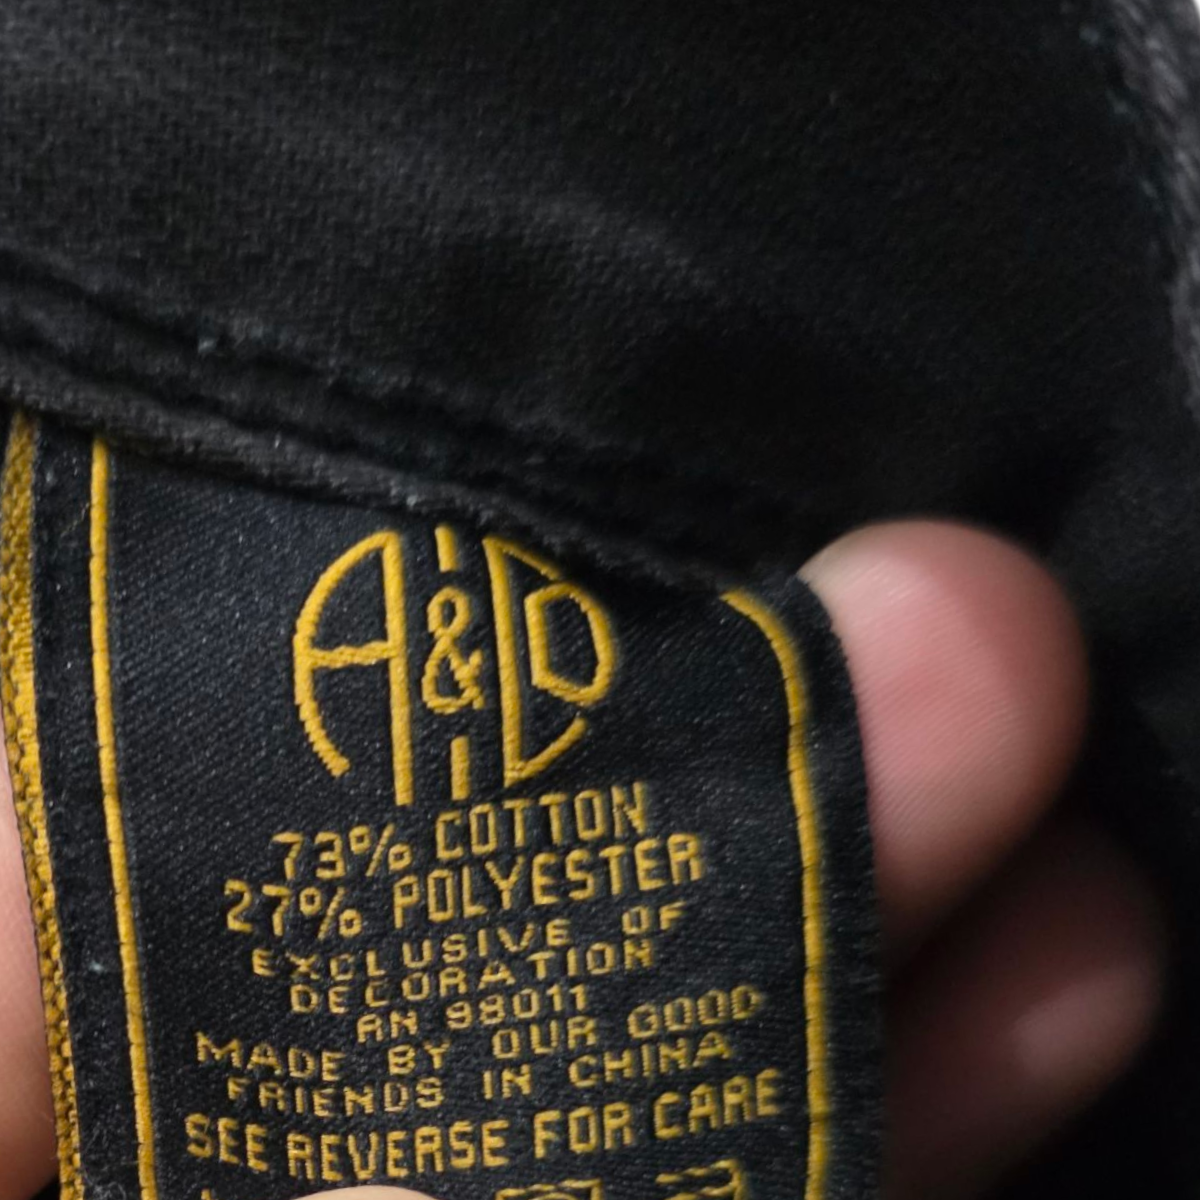 A&CO
73% COTTON
27% POLYESTER
EXCLUSIVE OF
DECORATION
RN 98011
MADE BY OUR GOOD
FRIENDS IN CHINA
SEE REVERSE FOR CARE